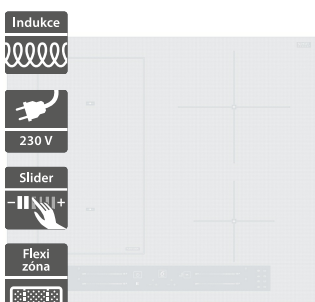 Indukce
230 V
Slider
− +
Flexi
zóna